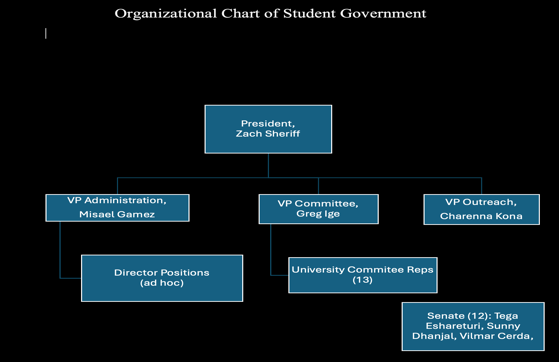 Organizational Chart of Student Government
President,
Zach Sheriff
VP Administration,
Misael Gamez
VP Committee,
Greg Ige
VP Outreach,
Charenna Kona
Director Positions
(ad hoc)
University Commitee Reps
(13)
Senate (12): Tega
Eshareturi, Sunny
Dhanjal, Vilmar Cerda,